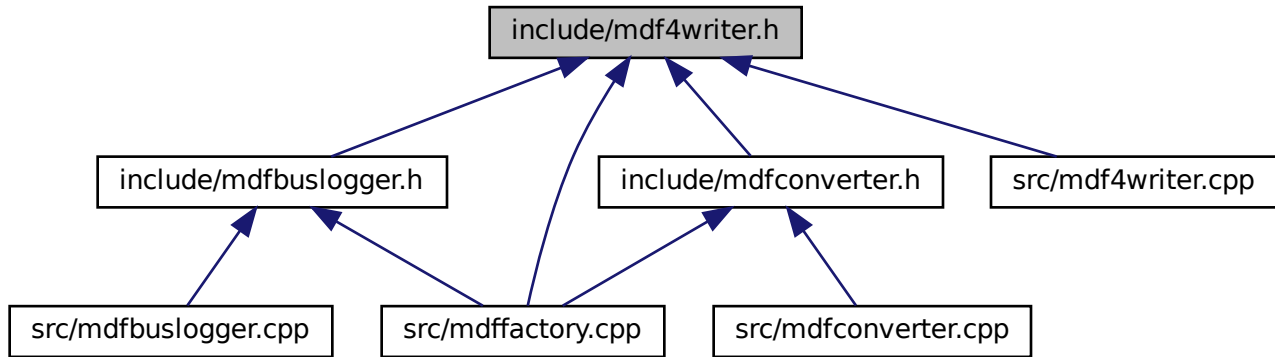 include/mdf4writer.h
include/mdfbuslogger.h
include/mdfconverter.h
src/mdf4writer.cpp
src/mdfbuslogger.cpp
src/mdffactory.cpp
src/mdfconverter.cpp